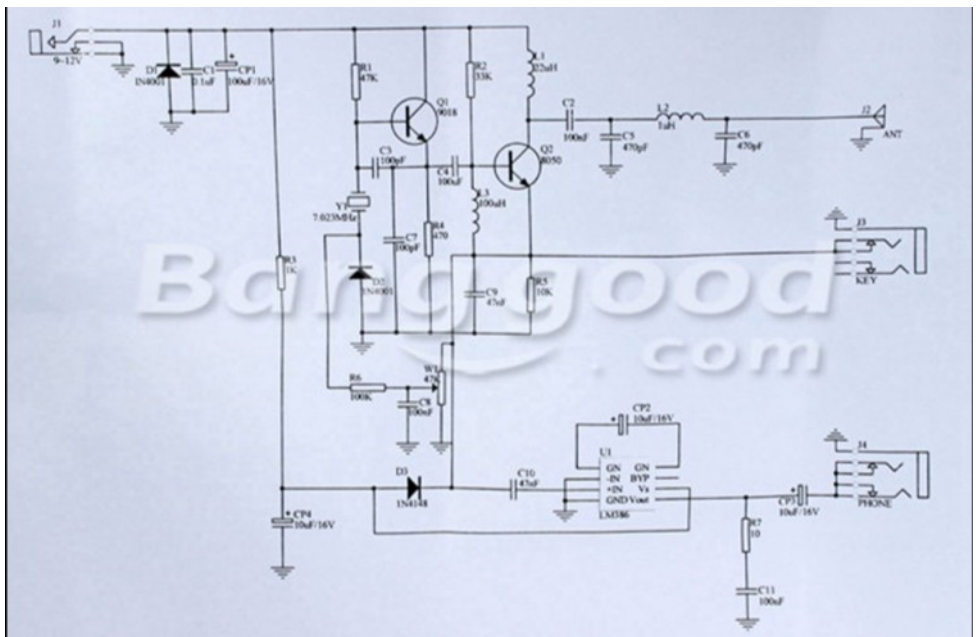 J1
9~12V
D1
IN4001
C1
0.1uF
CP1
100uF/16V
R1
47K
Q1
9018
R2
33K
L1
22uH
C2
100nF
L2
1uH
C5
470pF
C6
470pF
J2
ANT
Q2
8050
C3
100pF
C4
100uF
L3
100uH
Y1
7.023MHz
R4
470
C7
100pF
R3
1K
D2
1N4001
C9
47nF
R5
10K
J3
KEY
Banggood
.com
R6
100K
C8
100nF
W1
47K
CP2
10uF/16V
U1
GN GN
-IN BYP
+IN Vs
GND Vout
LM386
D3
1N4148
C10
47nF
CP4
10uF/16V
CP3
10uF/16V
J4
PHONE
R7
10
C11
100nF